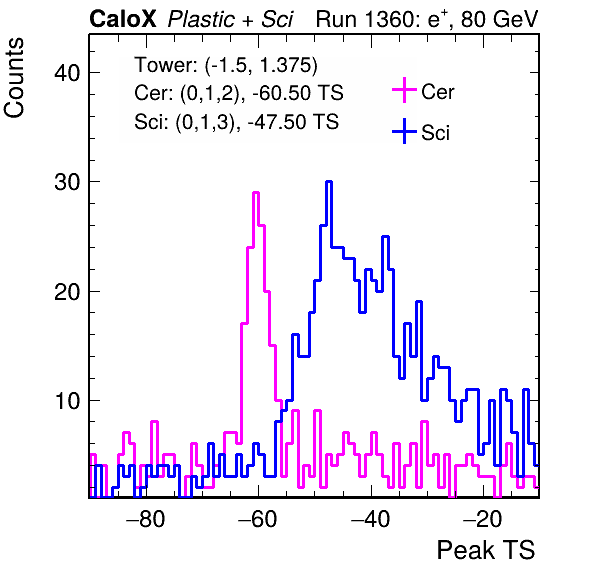 CaloX Plastic + Sci Run 1360: e+, 80 GeV
Tower: (-1.5, 1.375)
Cer: (0,1,2), -60.50 TS
Sci: (0,1,3), -47.50 TS
Cer
Sci
Counts
40
30
20
10
−80 −60 −40 −20
Peak TS